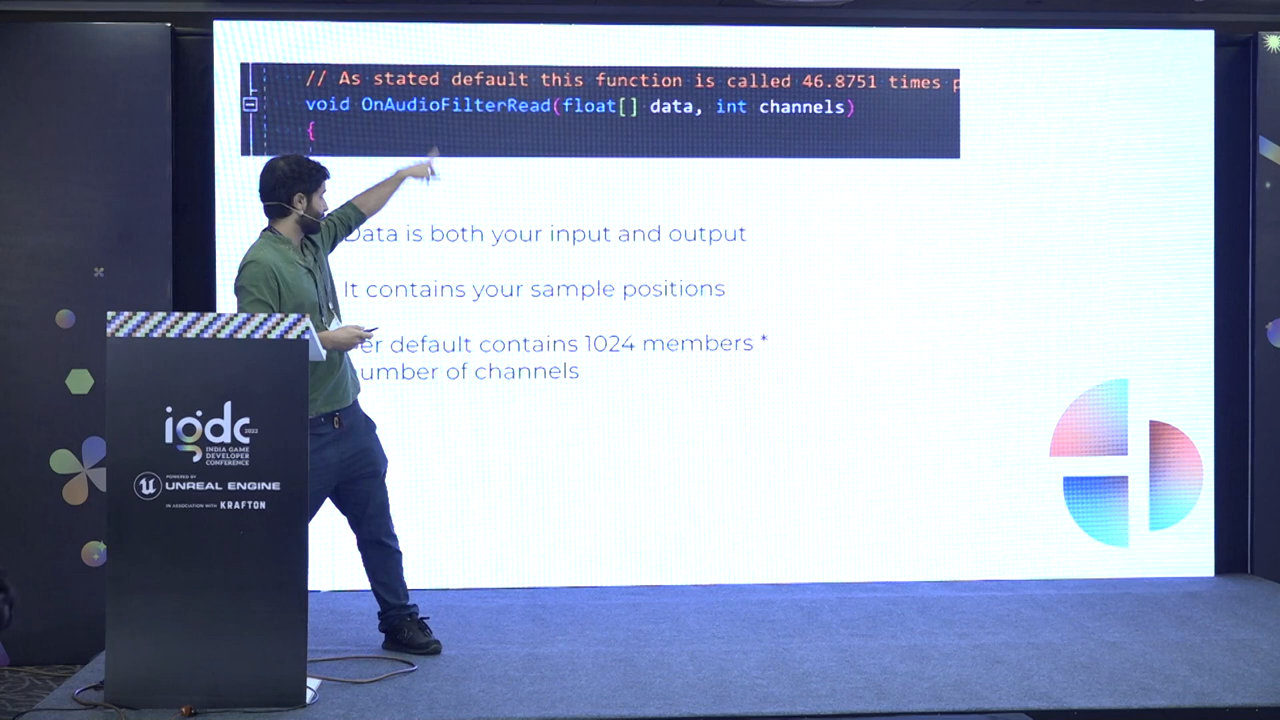 // As stated default this function is called 46.8751 times p
void OnAudioFilterRead(float[] data, int channels)
{
Data is both your input and output
It contains your sample positions
er default contains 1024 members *
umber of channels
igdc 2022
INDIA GAME
DEVELOPER
CONFERENCE
POWERED BY
UNREAL ENGINE
IN ASSOCIATION WITH KRAFTON